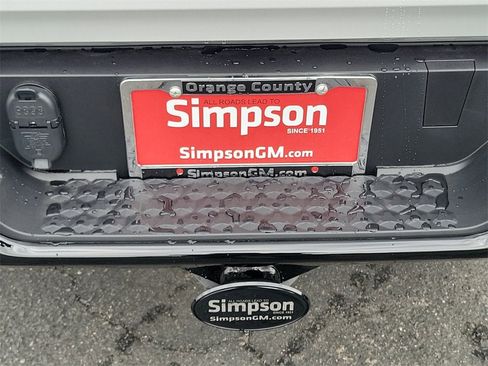 Orange County
ALL ROADS LEAD TO
Simpson
SINCE 1951
SimpsonGM.com
SimpsonGM.com
ALL ROADS LEAD TO
Simpson
SINCE 1951
SimpsonGM.com